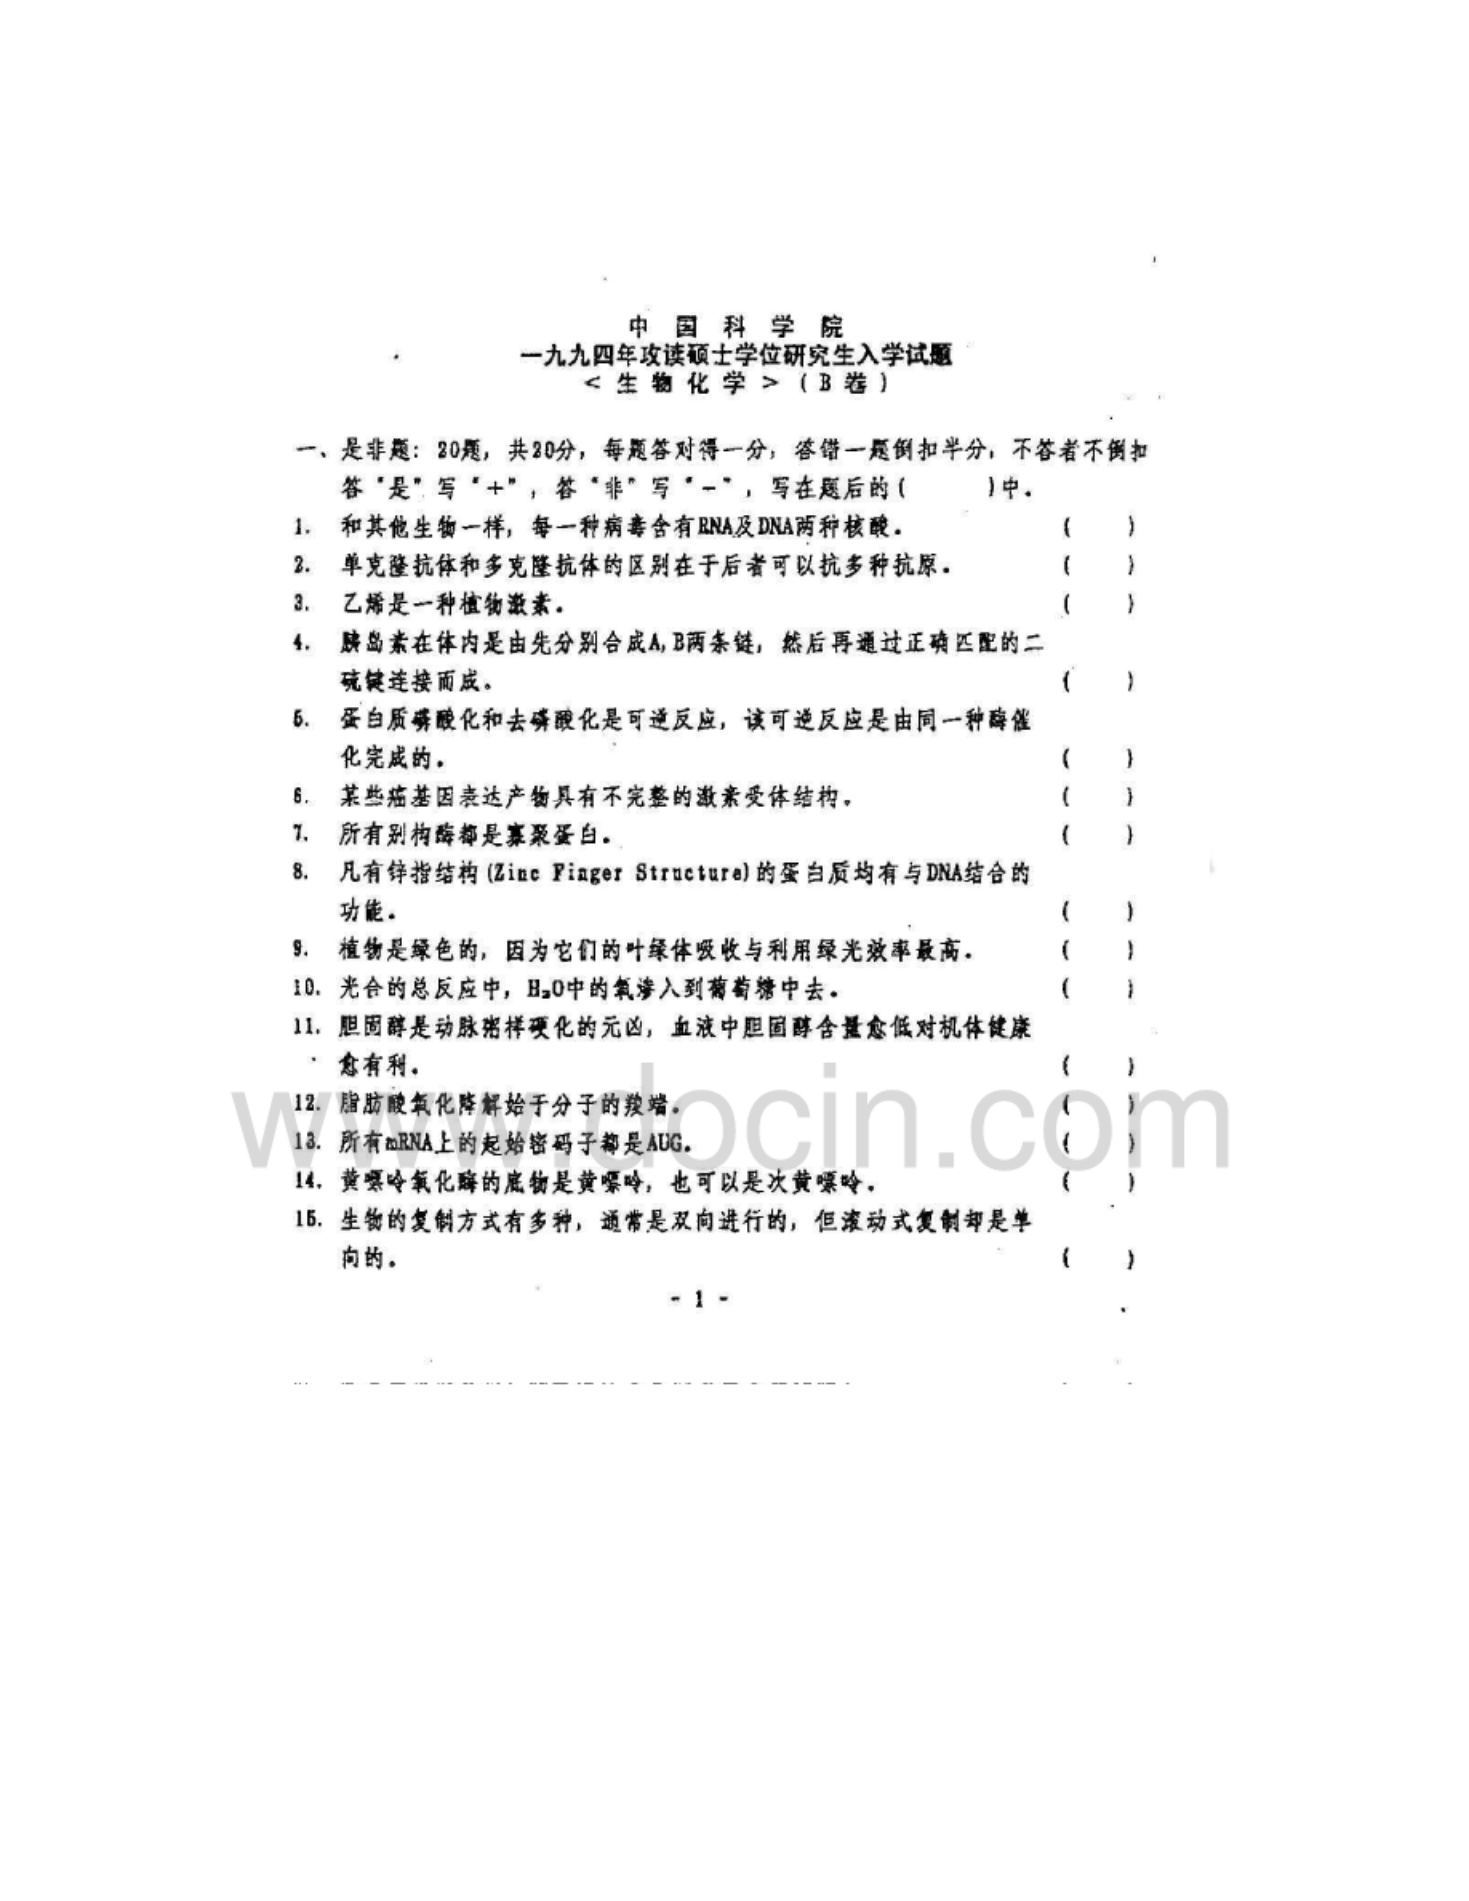 中国科学院
一九九四年攻读硕士学位研究生入学试题
<生物化学>(B卷)
一、是非题: 20题, 共20分, 每题答对得一分, 答错一题倒扣半分, 不答者不倒扣
答"是"写"+", 答"非"写"-", 写在题后的( )中.
1. 和其他生物一样, 每一种病毒含有RNA及DNA两种核酸. ( )
2. 单克隆抗体和多克隆抗体的区别在于后者可以抗多种抗原. ( )
3. 乙烯是一种植物激素. ( )
4. 胰岛素在体内是由先分别合成A,B两条链, 然后再通过正确匹配的二
硫键连接而成. ( )
5. 蛋白质磷酸化和去磷酸化是可逆反应, 该可逆反应是由同一种酶催
化完成的. ( )
6. 某些癌基因表达产物具有不完整的激素受体结构. ( )
7. 所有别构酶都是寡聚蛋白. ( )
8. 凡有锌指结构(Zinc Finger Structure)的蛋白质均有与DNA结合的
功能. ( )
9. 植物是绿色的, 因为它们的叶绿体吸收与利用绿光效率最高. ( )
10. 光合的总反应中, H₂O中的氧渗入到葡萄糖中去. ( )
11. 胆固醇是动脉粥样硬化的元凶, 血液中胆固醇含量愈低对机体健康
愈有利. ( )
12. 脂肪酸氧化降解始于分子的羧端. ( )
www.docin.com
13. 所有mRNA上的起始密码子都是AUG. ( )
14. 黄嘌呤氧化酶的底物是黄嘌呤, 也可以是次黄嘌呤. ( )
15. 生物的复制方式有多种, 通常是双向进行的, 但滚动式复制却是单
向的. ( )
- 1 -